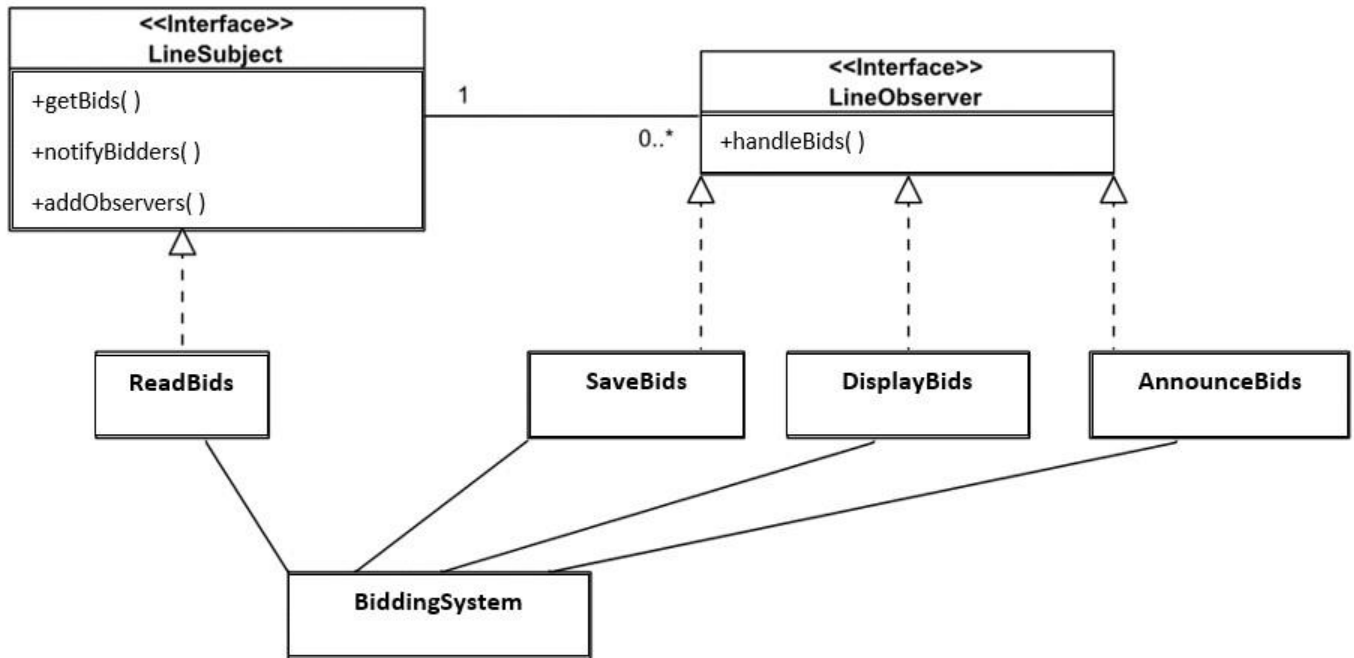 <<Interface>>
LineSubject
+getBids( )
+notifyBidders( )
+addObservers( )
1
0..*
<<Interface>>
LineObserver
+handleBids( )
ReadBids
SaveBids
DisplayBids
AnnounceBids
BiddingSystem